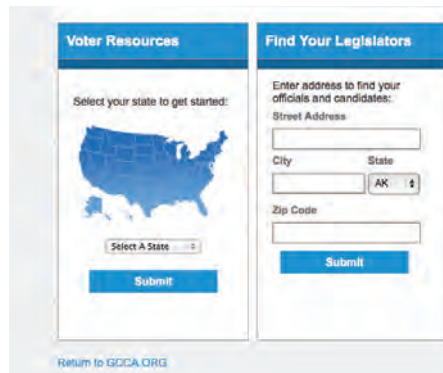 Voter Resources
Select your state to get started:
Select A State
Submit
Find Your Legislators
Enter address to find your
officials and candidates:
Street Address
City State
AK
Zip Code
Submit
Return to GCCA.ORG